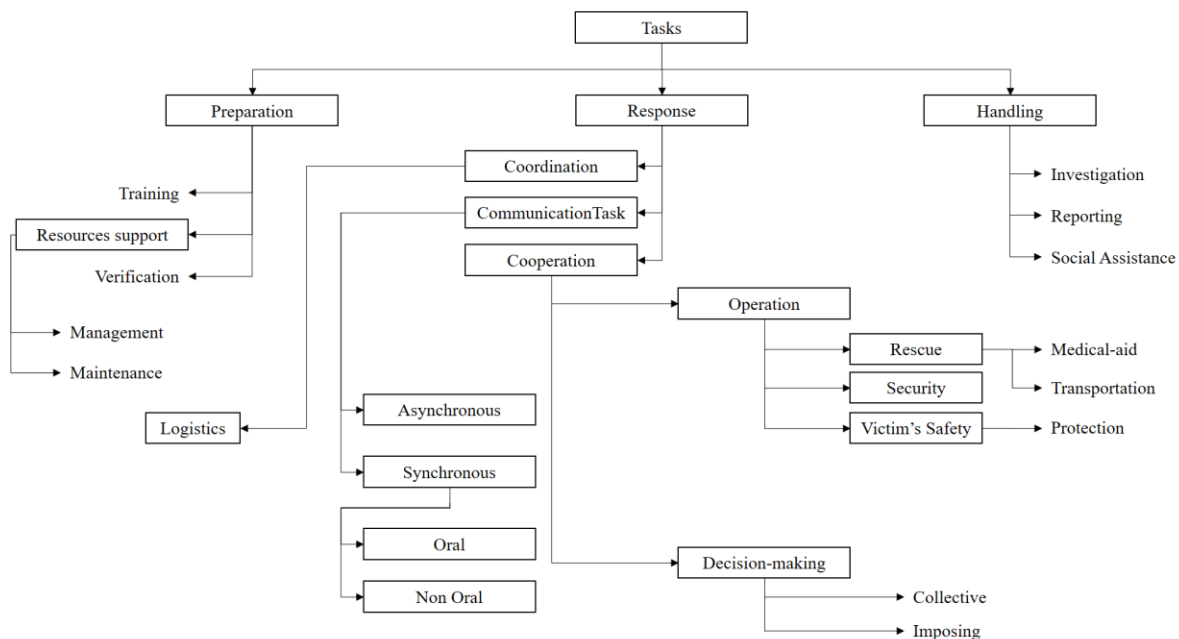 Tasks
Preparation
Response
Handling
Coordination
Investigation
Training
CommunicationTask
Reporting
Resources support
Cooperation
Social Assistance
Verification
Operation
Management
Rescue
Medical-aid
Maintenance
Security
Transportation
Asynchronous
Logistics
Victim's Safety
Protection
Synchronous
Oral
Decision-making
Non Oral
Collective
Imposing